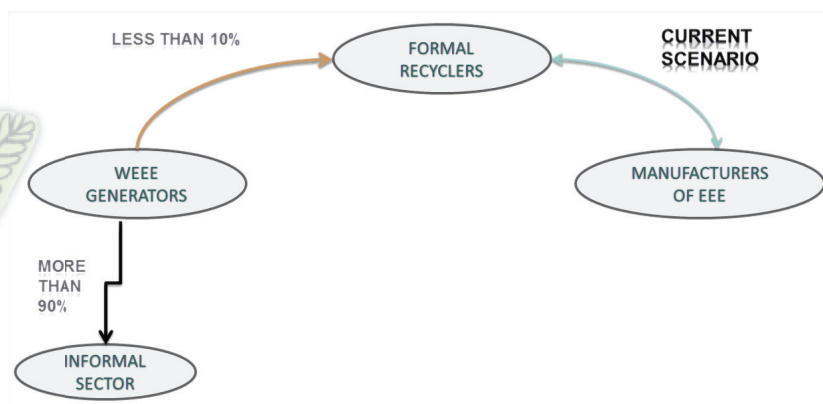 LESS THAN 10%
FORMAL
RECYCLERS
CURRENT
SCENARIO
WEEE
GENERATORS
MANUFACTURERS
OF EEE
MORE
THAN
90%
INFORMAL
SECTOR